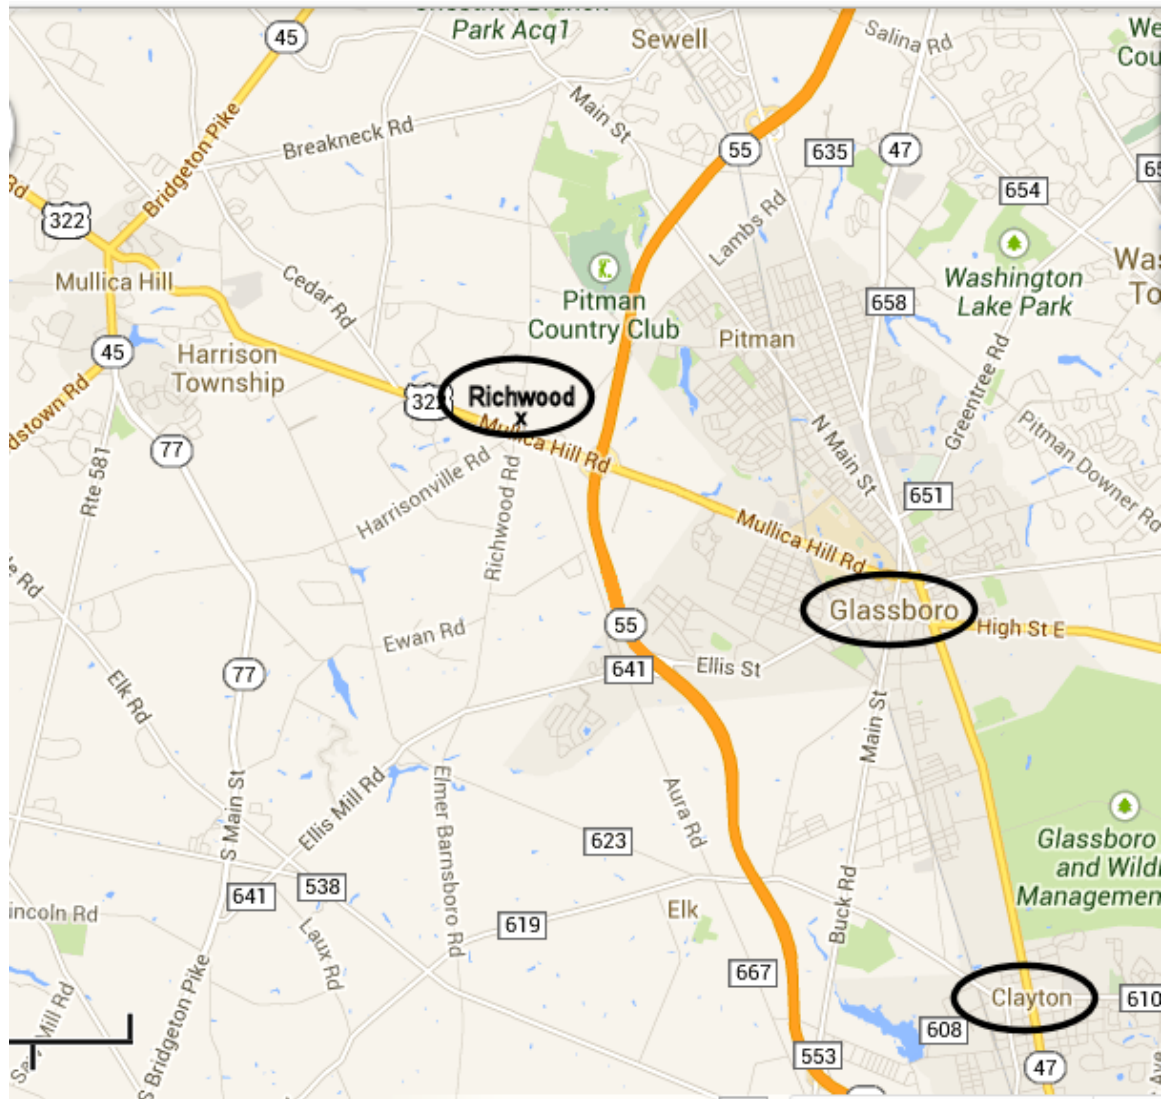 Park Acq1
Sewell
Salina Rd
45
Main St
Breakneck Rd
Bridgeton Pike
55
635
47
654
Rd
322
Lambs Rd
Washington
Lake Park
Mullica Hill
Cedar Rd
Pitman
Country Club
658
Pitman
45
Harrison
Township
Greentree Rd
322
Richwood
x
Mullica Hill Rd
N Main St
Pitman Downer Rd
77
Rte 581
Harrisonville Rd
Richwood Rd
651
Mullica Hill Rd
Glassboro
High St E
55
Ewan Rd
641
Ellis St
77
Elk Rd
Main St
S Main St
Ellis Mill Rd
Elmer Barnsboro Rd
Aura Rd
623
Glassboro
and Wildl
Managemen
641
538
619
Elk
Buck Rd
incoln Rd
Laux Rd
667
Clayton
610
608
S Bridgeton Pike
Mill Rd
553
47